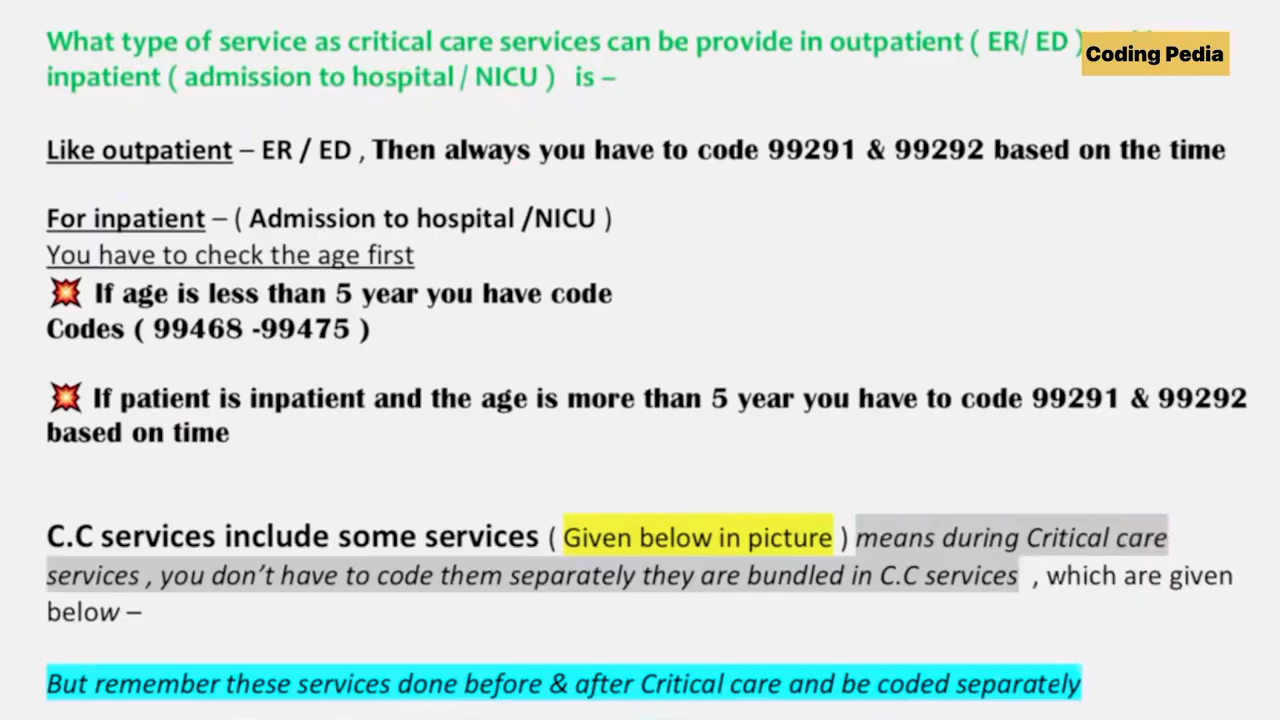 What type of service as critical care services can be provide in outpatient ( ER/ ED )
Coding Pedia
inpatient ( admission to hospital / NICU )   is –
Like outpatient – ER / ED , Then always you have to code 99291 & 99292 based on the time
For inpatient – ( Admission to hospital /NICU )
You have to check the age first
💥 If age is less than 5 year you have code
Codes ( 99468 -99475 )
💥 If patient is inpatient and the age is more than 5 year you have to code 99291 & 99292
based on time
C.C services include some services ( Given below in picture ) means during Critical care
services , you don’t have to code them separately they are bundled in C.C services  , which are given
below –
But remember these services done before & after Critical care and be coded separately